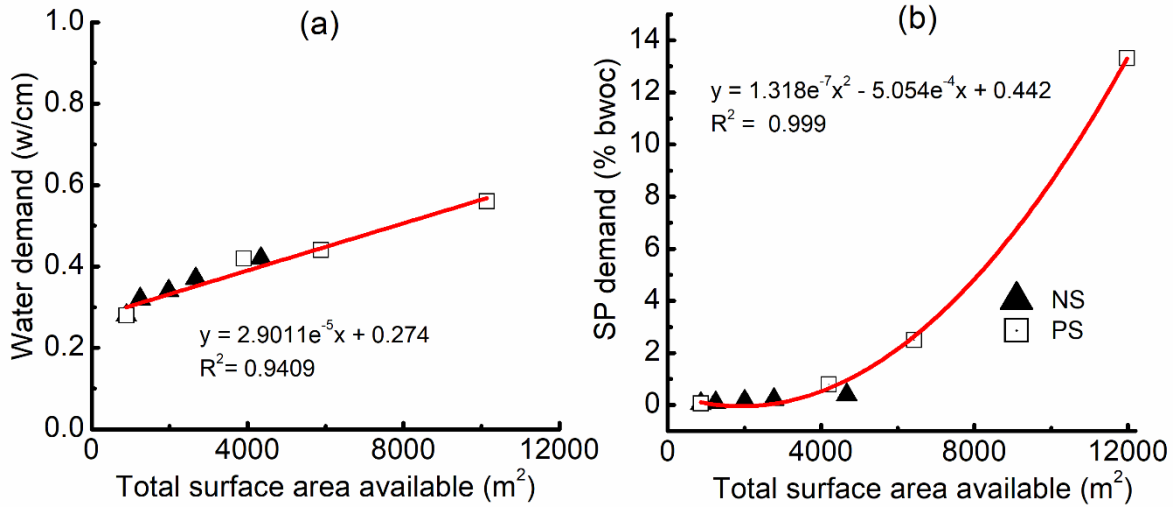 (a)
Water demand (w/cm)
1.0
0.8
0.6
0.4
0.2
0.0
y = 2.9011e⁻⁵x + 0.274
R² = 0.9409
0
4000
8000
12000
Total surface area available (m²)
(b)
SP demand (% bwoc)
14
12
10
8
6
4
2
0
y = 1.318e⁻⁷x² - 5.054e⁻⁴x + 0.442
R² = 0.999
NS
PS
0
4000
8000
12000
Total surface area available (m²)